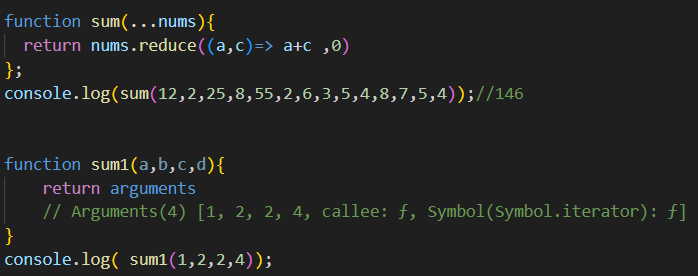 function sum(...nums){
return nums.reduce((a,c)=> a+c ,0)
};
console.log(sum(12,2,25,8,55,2,6,3,5,4,8,7,5,4));//146
function sum1(a,b,c,d){
return arguments
// Arguments(4) [1, 2, 2, 4, callee: ƒ, Symbol(Symbol.iterator): ƒ]
}
console.log( sum1(1,2,2,4));